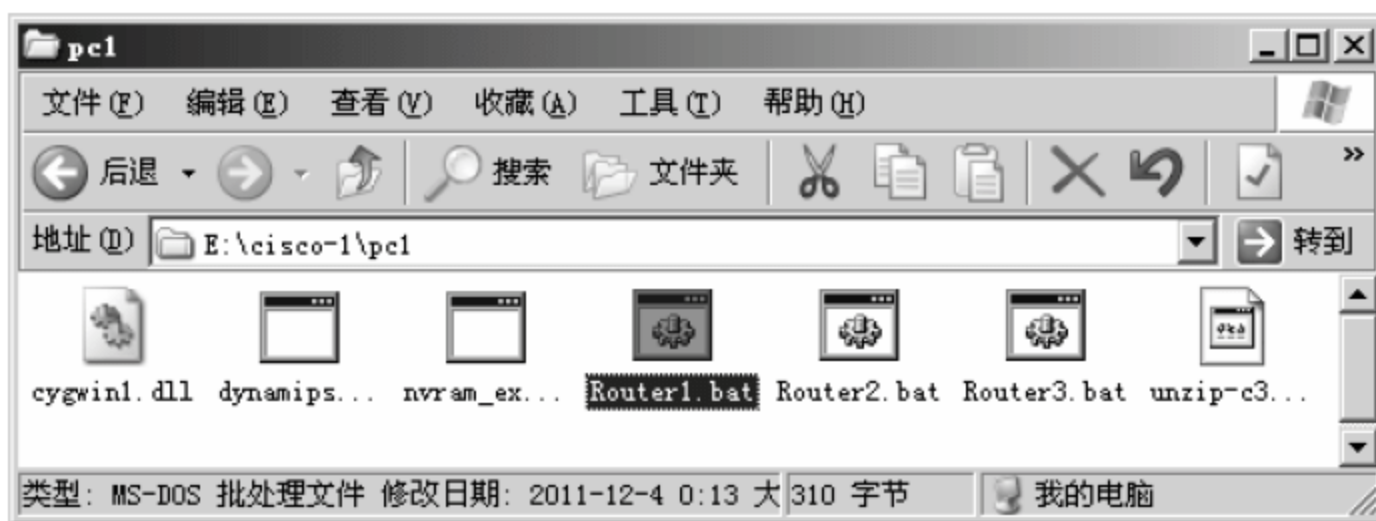 pc1
文件(F) 编辑(E) 查看(V) 收藏(A) 工具(T) 帮助(H)
后退 搜索 文件夹 »
地址(D) E:\cisco-1\pc1 转到
cygwin1.dll dynamips... nvram_ex... Router1.bat Router2.bat Router3.bat unzip-c3...
类型: MS-DOS 批处理文件 修改日期: 2011-12-4 0:13 大 310 字节 我的电脑